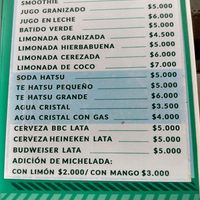 SMOOTHIE
JUGO GRANIZADO $5.000
JUGO EN LECHE $6.000
BATIDO VERDE $5.000
LIMONADA GRANIZADA $4.500
LIMONADA HIERBABUENA $5.000
LIMONADA CEREZADA $6.000
LIMONADA DE COCO $7.000
SODA HATSU $5.000
TE HATSU PEQUEÑO $5.000
TE HATSU GRANDE $6.000
AGUA CRISTAL $3.500
AGUA CRISTAL CON GAS $4.000
CERVEZA BBC LATA $5.000
CERVEZA HEINEKEN LATA $5.000
BUDWEISER LATA $5.000
ADICIÓN DE MICHELADA:
CON LIMÓN $2.000/ CON MANGO $3.000